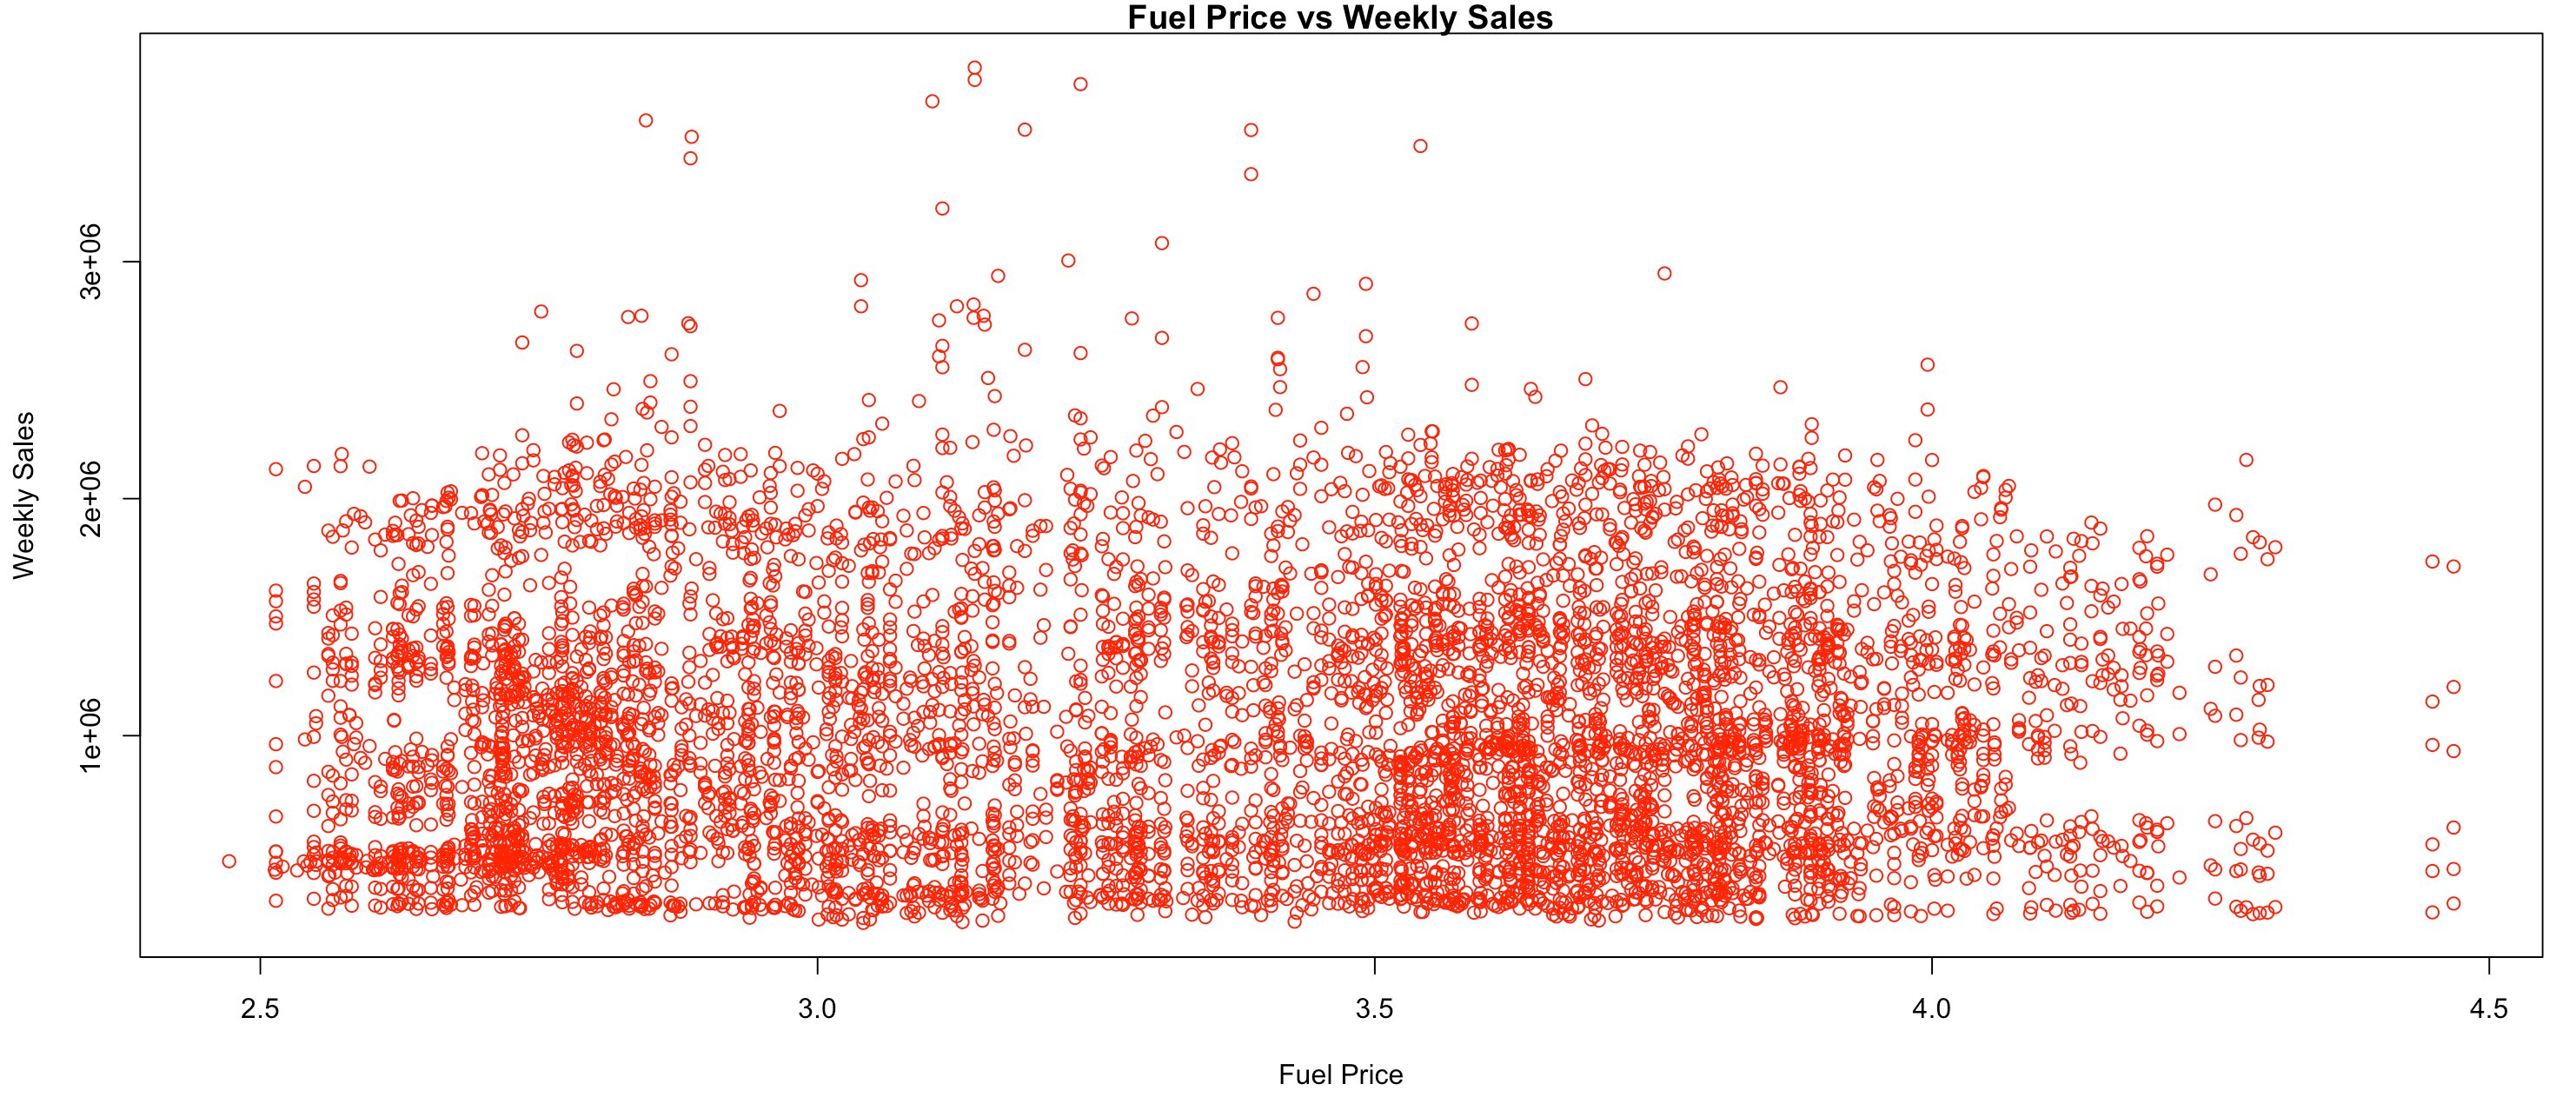 Fuel Price vs Weekly Sales
Weekly Sales
3e+06
2e+06
1e+06
2.5 3.0 3.5 4.0 4.5
Fuel Price